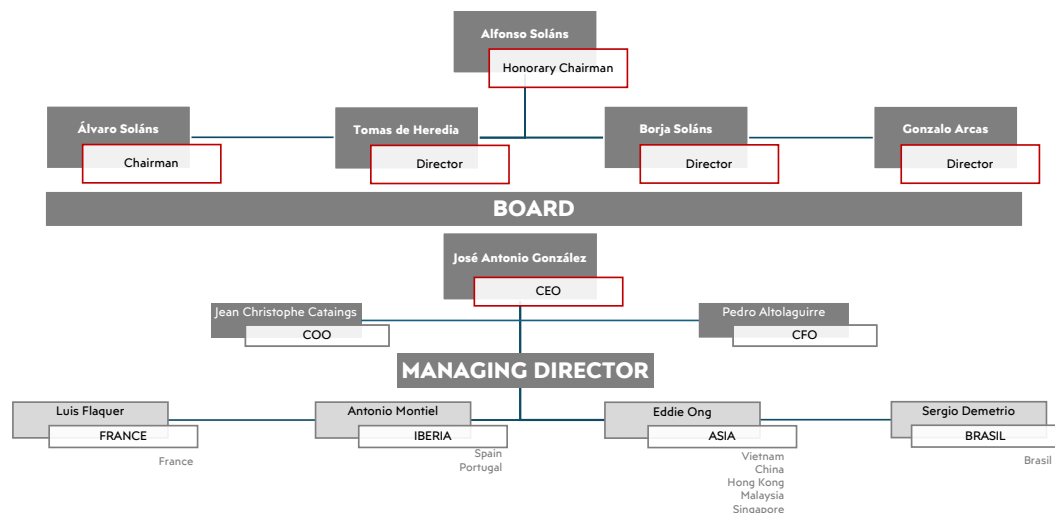 Alfonso Soláns
Honorary Chairman
Álvaro Soláns
Chairman
Tomas de Heredia
Director
Borja Soláns
Director
Gonzalo Arcas
Director
BOARD
José Antonio González
CEO
Jean Christophe Cataings
COO
Pedro Altolaguirre
CFO
MANAGING DIRECTOR
Luis Flaquer
FRANCE
France
Antonio Montiel
IBERIA
Spain
Portugal
Eddie Ong
ASIA
Vietnam
China
Hong Kong
Malaysia
Singapore
Sergio Demetrio
BRASIL
Brasil